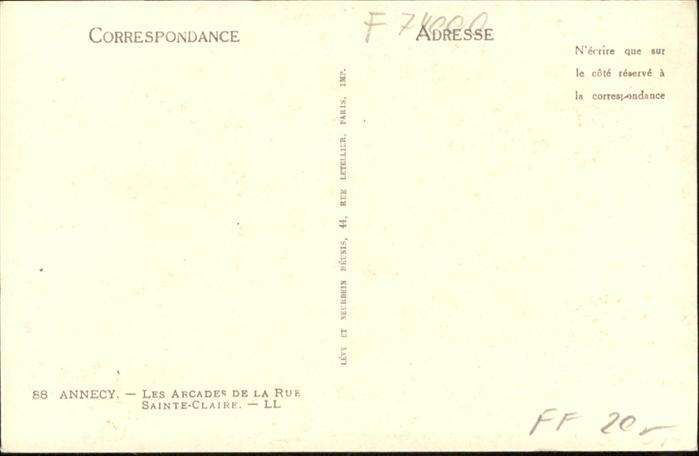 F 74000
CORRESPONDANCE
ADRESSE
N'écrire que sur
le côté réservé à
la correspondance
LÉVY ET NEURDEIN RÉUNIS, 44, RUE LETELLIER, PARIS, IMP.
88 ANNECY. — LES ARCADES DE LA RUE
SAINTE-CLAIRE. — LL
FF 20,-